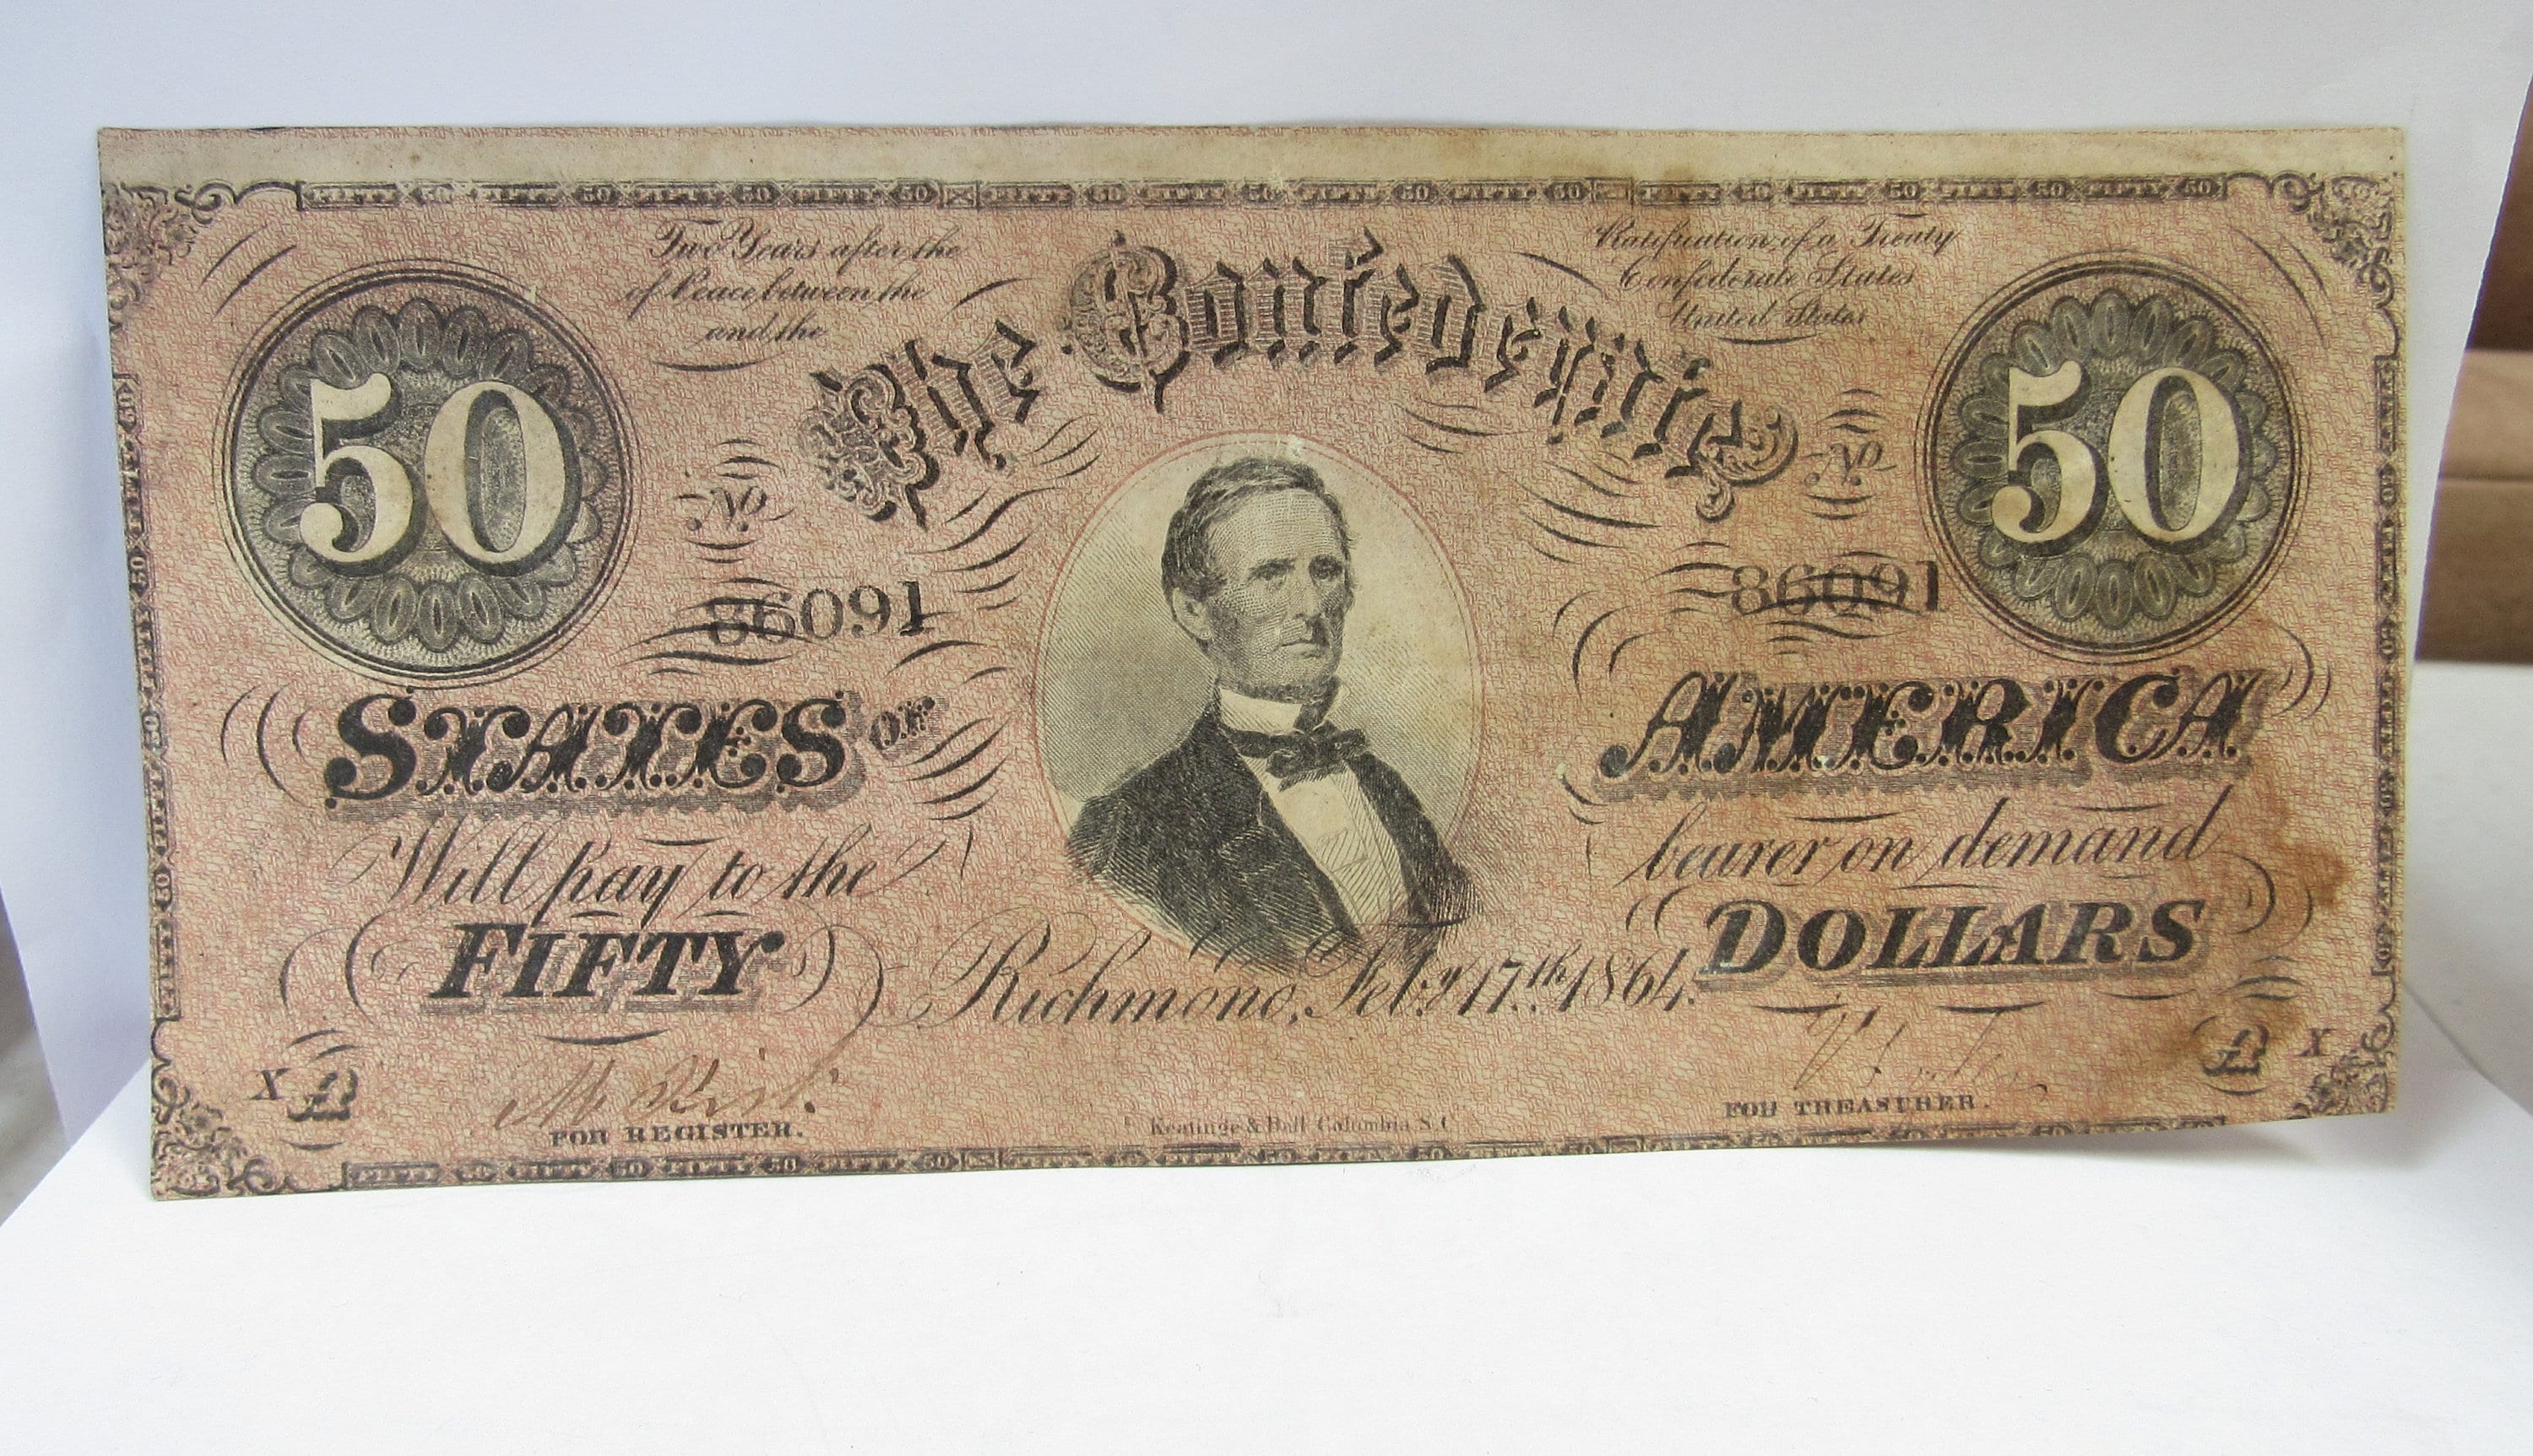 Two Years after the Ratification of a Treaty
of Peace between the Confederate States
and the United States
The Confederate
50 50
No No
86091 86091
STATES OF AMERICA
Will pay to the bearer on demand
FIFTY DOLLARS
Richmond, Feby. 17th. 1864.
X £ £ X
FOR REGISTER. FOR TREASURER.
Keatinge & Ball Columbia S.C.